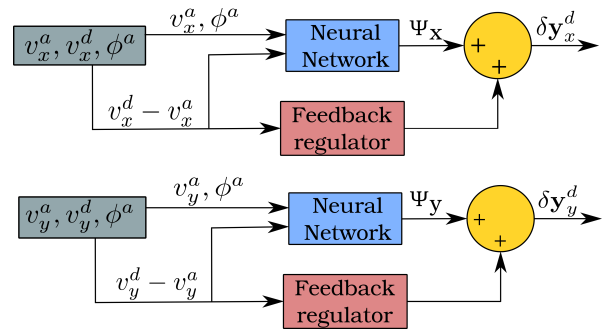 v_x^a, ϕ^a
v_x^a, v_x^d, ϕ^a
Neural
Network
Ψ_x
+
+
δy_x^d
v_x^d − v_x^a
Feedback
regulator
v_y^a, ϕ^a
v_y^a, v_y^d, ϕ^a
Neural
Network
Ψ_y
+
+
δy_y^d
v_y^d − v_y^a
Feedback
regulator